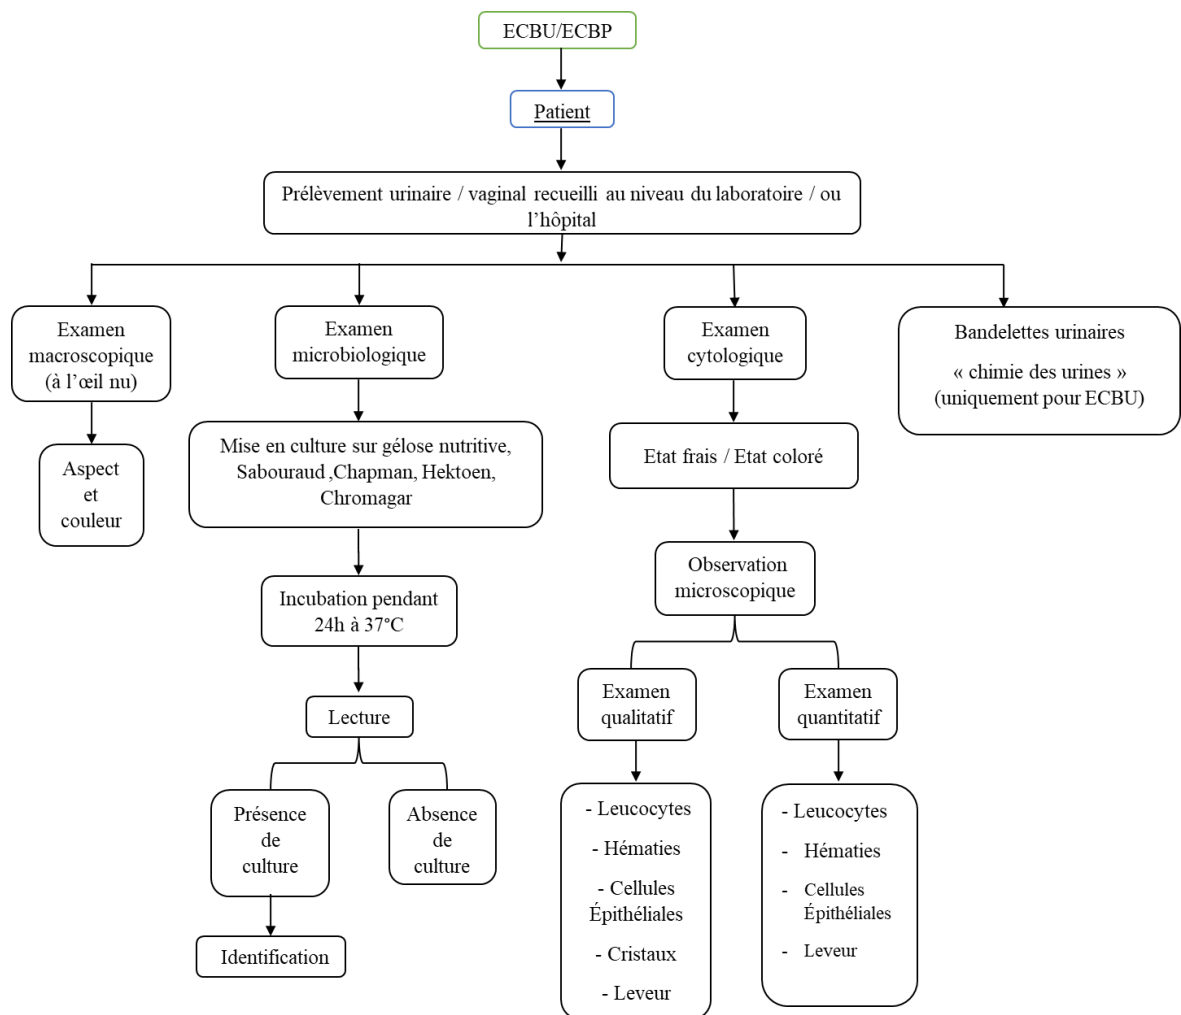 ECBU/ECBP
Patient
Prélèvement urinaire / vaginal recueilli au niveau du laboratoire / ou
l’hôpital
Examen
macroscopique
(à l’œil nu)
Aspect
et
couleur
Examen
microbiologique
Mise en culture sur gélose nutritive,
Sabouraud ,Chapman, Hektoen,
Chromagar
Incubation pendant
24h à 37°C
Lecture
Présence
de
culture
Absence
de
culture
Identification
Examen
cytologique
Etat frais / Etat coloré
Observation
microscopique
Examen
qualitatif
- Leucocytes
- Hématies
- Cellules
Épithéliales
- Cristaux
- Leveur
Examen
quantitatif
- Leucocytes
- Hématies
- Cellules
Épithéliales
- Leveur
Bandelettes urinaires
« chimie des urines »
(uniquement pour ECBU)